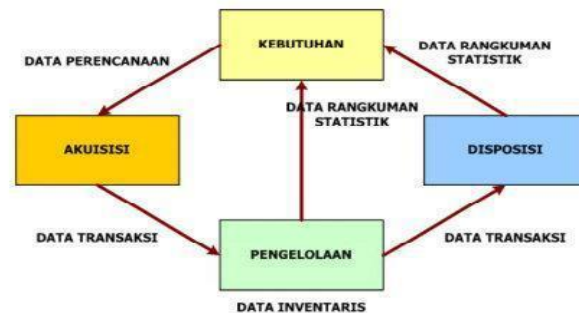 KEBUTUHAN
DATA PERENCANAAN
DATA RANGKUMAN
STATISTIK
DATA RANGKUMAN
STATISTIK
AKUISISI
DISPOSISI
DATA TRANSAKSI
PENGELOLAAN
DATA TRANSAKSI
DATA INVENTARIS